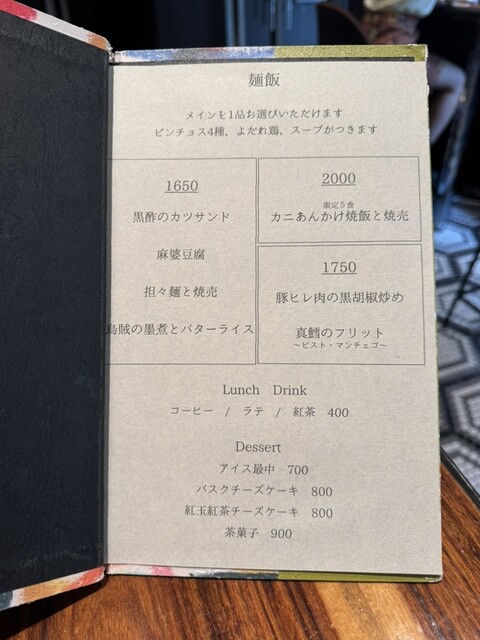 麺飯
メインを1品お選びいただけます
ピンチョス4種、よだれ鶏、スープがつきます
1650
黒酢のカツサンド
麻婆豆腐
担々麺と焼売
烏賊の墨煮とバターライス
2000
限定５食
カニあんかけ焼飯と焼売
1750
豚ヒレ肉の黒胡椒炒め
真鱈のフリット
～ピスト・マンチェゴ～
Lunch Drink
コーヒー / ラテ / 紅茶 400
Dessert
アイス最中 700
バスクチーズケーキ 800
紅玉紅茶チーズケーキ 800
茶菓子 900